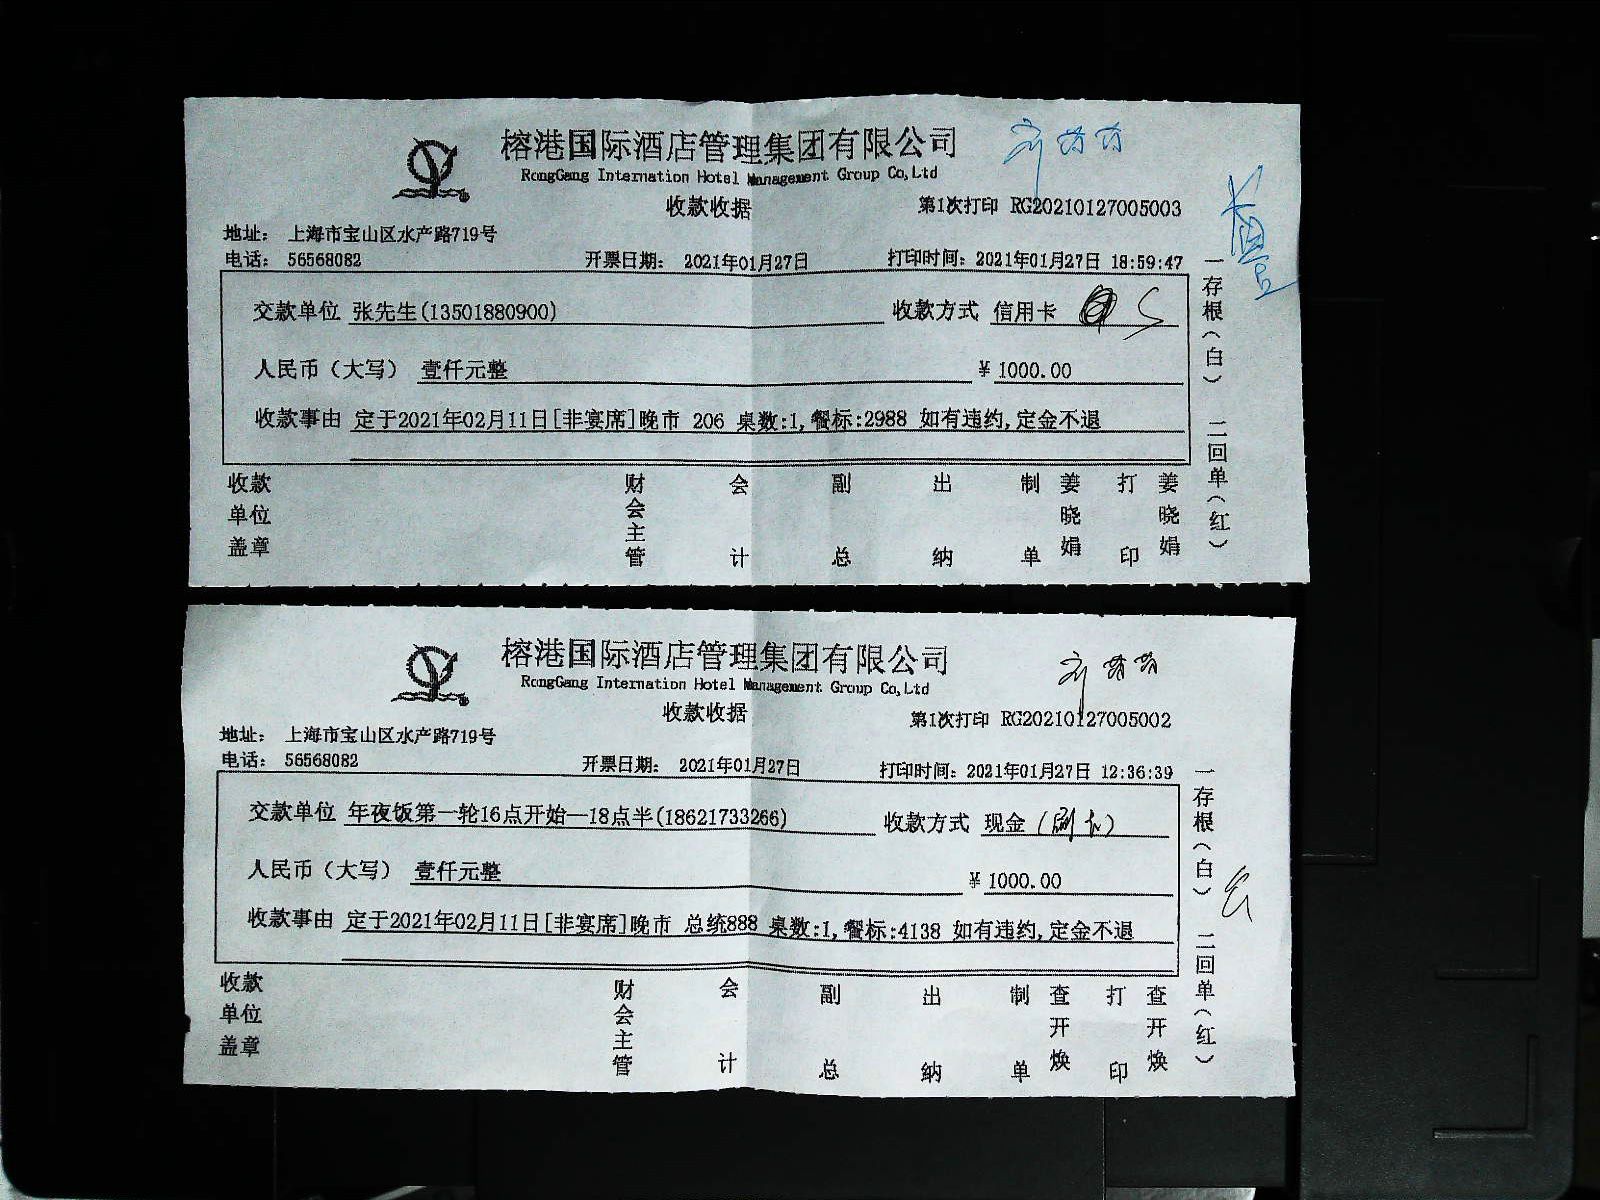 榕港国际酒店管理集团有限公司
RongGang Internation Hotel Management Group Co,Ltd
收款收据
第1次打印 RG20210127005003
地址： 上海市宝山区水产路719号
电话： 56568082 开票日期： 2021年01月27日 打印时间：2021年01月27日 18:59:47
交款单位 张先生(13501880900) 收款方式 信用卡
人民币（大写） 壹仟元整 ￥1000.00
收款事由 定于2021年02月11日[非宴席]晚市 206 桌数:1,餐标:2988 如有违约,定金不退
收款单位盖章 财会主管 会计 副总 出纳 制单 姜晓娟 打印 姜晓娟
一存根（白） 二回单（红）
榕港国际酒店管理集团有限公司
RongGang Internation Hotel Management Group Co,Ltd
收款收据
第1次打印 RG20210127005002
地址： 上海市宝山区水产路719号
电话： 56568082 开票日期： 2021年01月27日 打印时间：2021年01月27日 12:36:39
交款单位 年夜饭第一轮16点开始—18点半(18621733266) 收款方式 现金 (刷卡)
人民币（大写） 壹仟元整 ￥1000.00
收款事由 定于2021年02月11日[非宴席]晚市 总统888 桌数:1,餐标:4138 如有违约,定金不退
收款单位盖章 财会主管 会计 副总 出纳 制单 查开焕 打印 查开焕
一存根（白） 二回单（红）